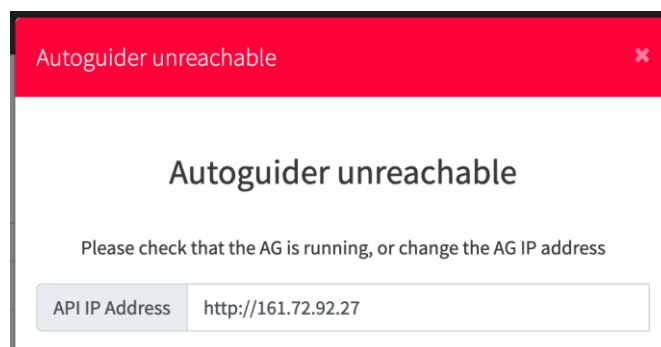 Autoguider unreachable ×
Autoguider unreachable
Please check that the AG is running, or change the AG IP address
API IP Address http://161.72.92.27